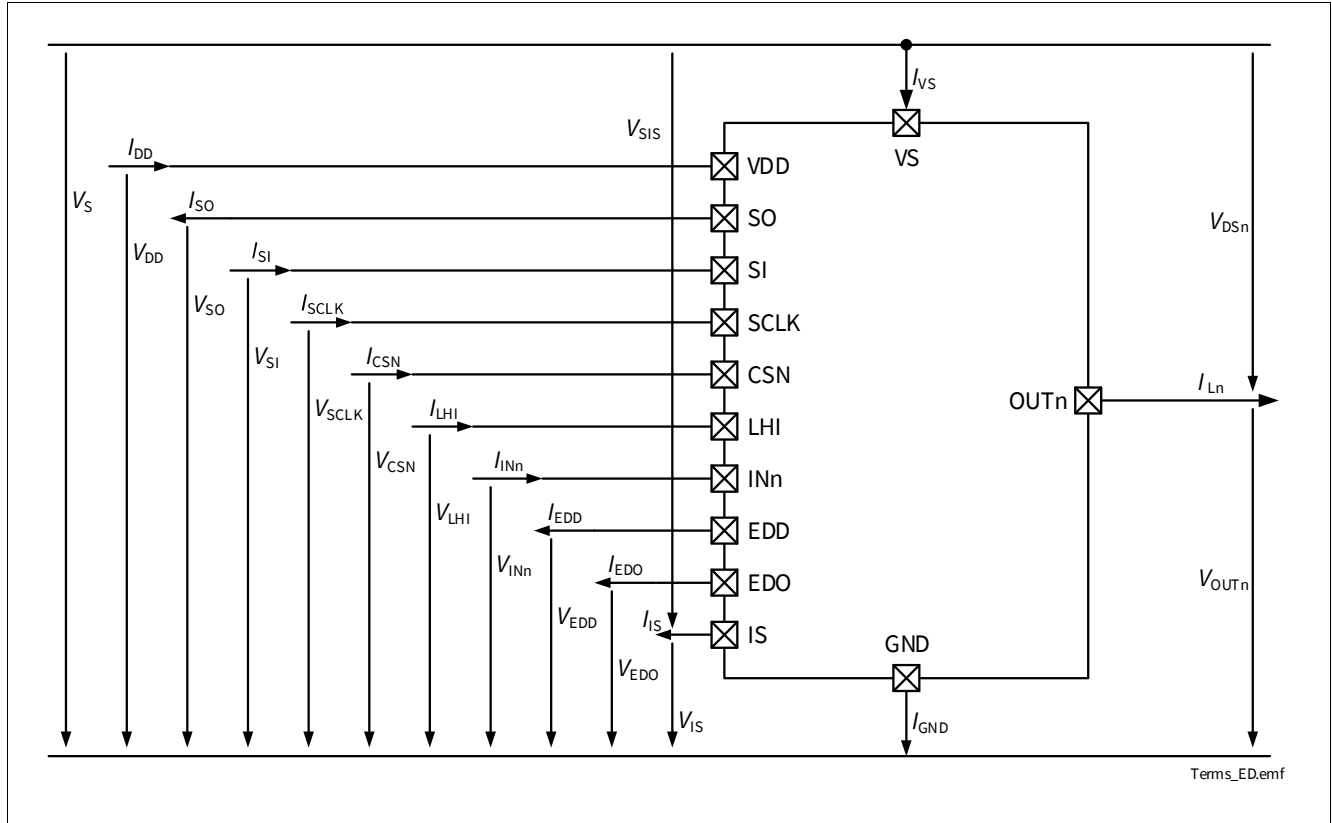 I_VS
V_SIS
VS
I_DD
VDD
V_S
I_SO
SO
V_DSn
V_DD
I_SI
SI
V_SO
I_SCLK
SCLK
V_SI
I_CSN
CSN
I_Ln
OUTn
V_SCLK
I_LHI
LHI
V_CSN
I_INn
INn
V_LHI
I_EDD
EDD
V_INn
I_EDO
EDO
V_OUTn
V_EDD
I_IS
IS
GND
V_EDO
V_IS
I_GND
Terms_ED.emf